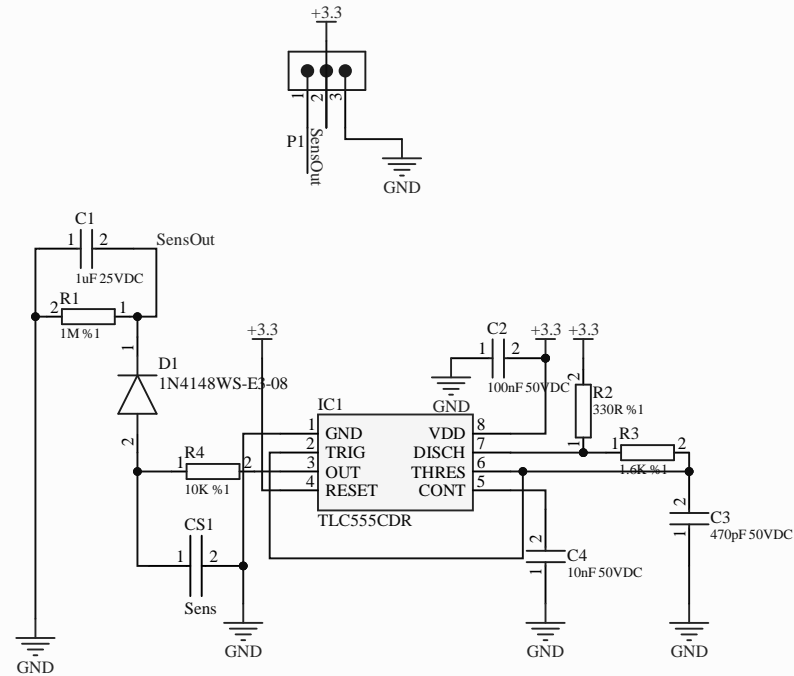 +3.3
1
2
3
P1
SensOut
GND
C1
1
2
SensOut
1uF 25VDC
2
R1
1
1M %1
1
D1
1N4148WS-E3-08
2
+3.3
C2
1
2
100nF 50VDC
GND
+3.3
+3.3
2
R2
330R %1
1
IC1
1
GND
VDD
8
2
TRIG
DISCH
7
3
OUT
THRES
6
4
RESET
CONT
5
TLC555CDR
1
R4
2
10K %1
1
R3
2
1.6K %1
2
C3
470pF 50VDC
1
CS1
1
2
Sens
2
C4
10nF 50VDC
1
GND
GND
GND
GND